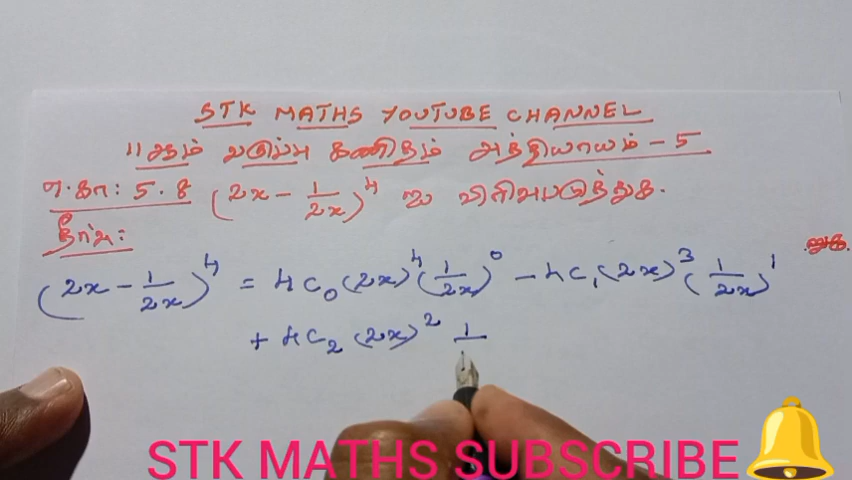 STK MATHS YOUTUBE CHANNEL
11 ஆம் வகுப்பு கணிதம் அத்தியாயம் - 5
எ.கா: 5.8 (2x - 1/2x)⁴ ஐ விரிவுபடுத்துக.
தீர்வு:
(2x - 1/2x)⁴ = 4C₀ (2x)⁴ (1/2x)⁰ - 4C₁ (2x)³ (1/2x)¹
+ 4C₂ (2x)² 1
STK MATHS SUBSCRIBE